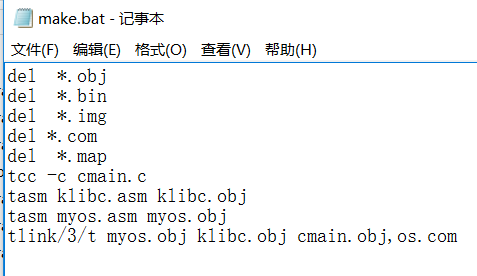 make.bat - 记事本
文件(F) 编辑(E) 格式(O) 查看(V) 帮助(H)
del  *.obj
del  *.bin
del  *.img
del *.com
del  *.map
tcc -c cmain.c
tasm klibc.asm klibc.obj
tasm myos.asm myos.obj
tlink/3/t myos.obj klibc.obj cmain.obj,os.com